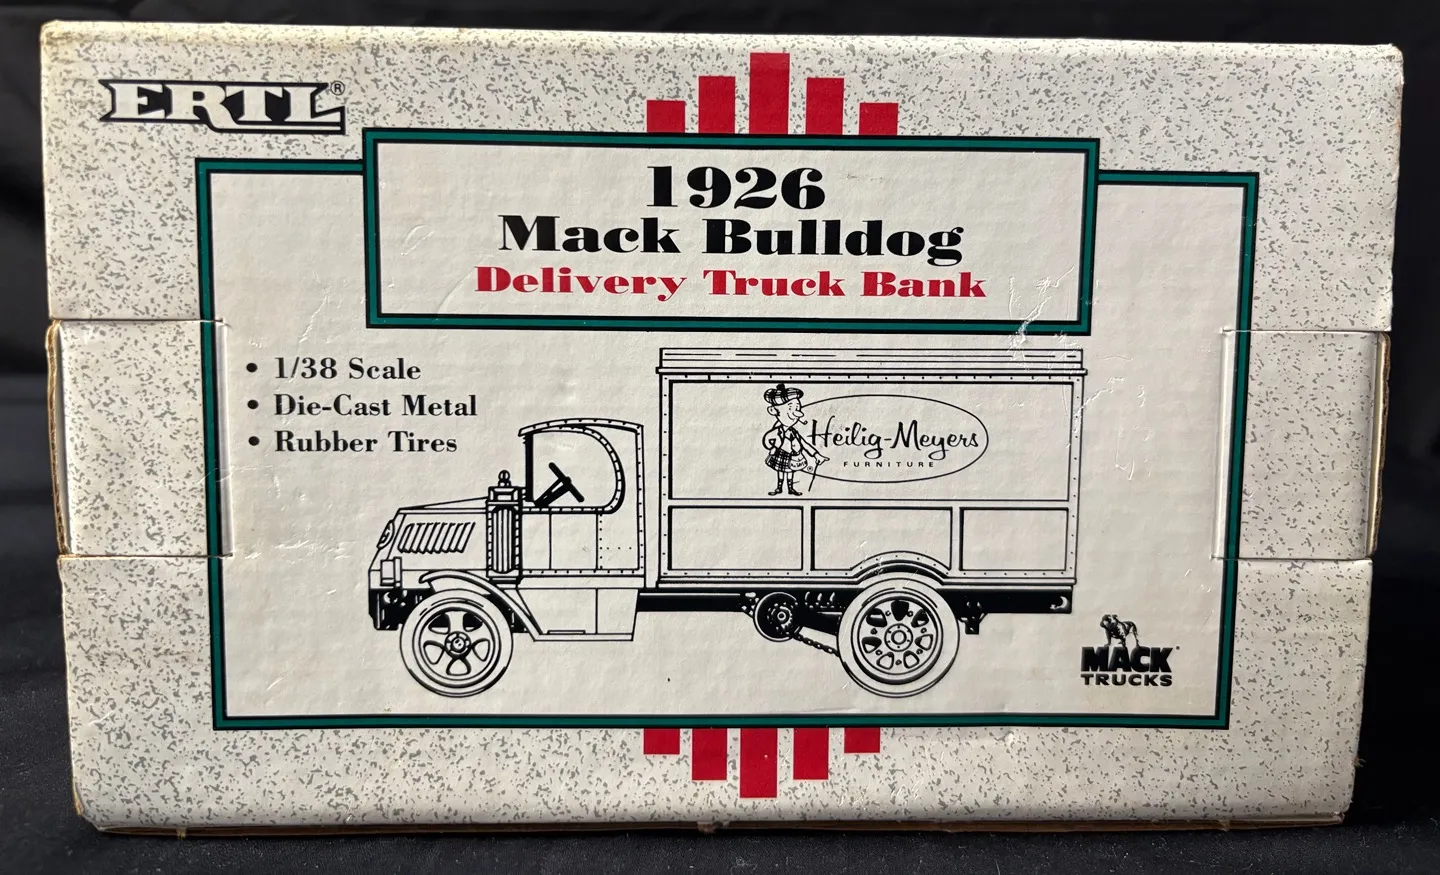 ERTL®
1926
Mack Bulldog
Delivery Truck Bank
• 1/38 Scale
• Die-Cast Metal
• Rubber Tires
Heilig-Meyers
FURNITURE
MACK
TRUCKS